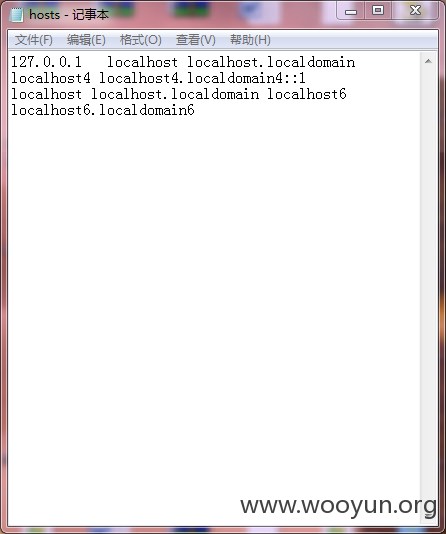 hosts - 记事本
文件(F) 编辑(E) 格式(O) 查看(V) 帮助(H)
127.0.0.1   localhost localhost.localdomain
localhost4 localhost4.localdomain4::1
localhost localhost.localdomain localhost6
localhost6.localdomain6
www.wooyun.org